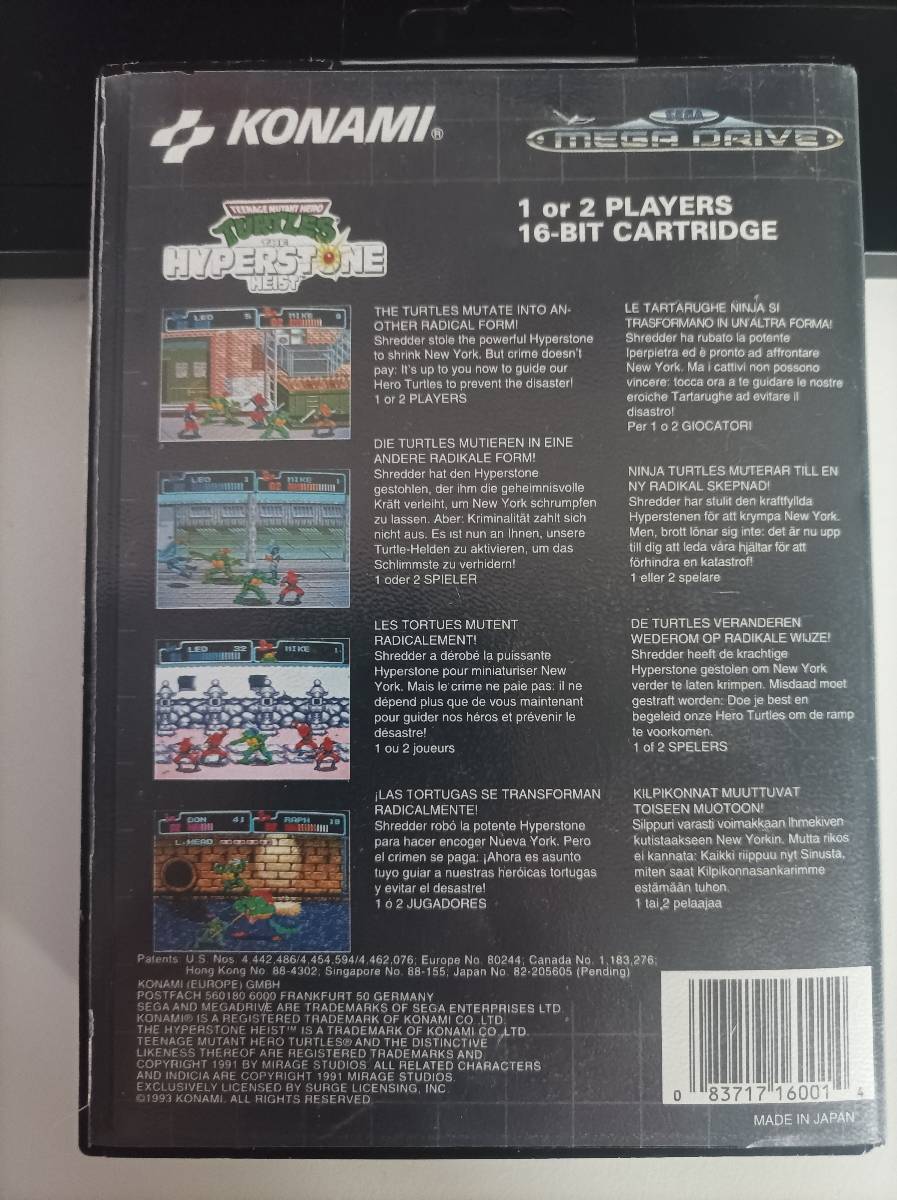 KONAMI®
SEGA
MEGA DRIVE
TEENAGE MUTANT HERO
TURTLES
THE
HYPERSTONE
HEIST™
1 or 2 PLAYERS
16-BIT CARTRIDGE
LEO 5 MIKE 0
THE TURTLES MUTATE INTO AN-
OTHER RADICAL FORM!
Shredder stole the powerful Hyperstone
to shrink New York. But crime doesn't
pay: It's up to you now to guide our
Hero Turtles to prevent the disaster!
1 or 2 PLAYERS
LE TARTARUGHE NINJA SI
TRASFORMANO IN UN'ALTRA FORMA!
Shredder ha rubato la potente
Iperpietra ed è pronto ad affrontare
New York. Ma i cattivi non possono
vincere: tocca ora a te guidare le nostre
eroiche Tartarughe ad evitare il
disastro!
Per 1 o 2 GIOCATORI
LEO 1 MIKE 1
DIE TURTLES MUTIEREN IN EINE
ANDERE RADIKALE FORM!
Shredder hat den Hyperstone
gestohlen, der ihm die geheimnisvolle
Kräft verleiht, um New York schrumpfen
zu lassen. Aber: Kriminalität zahlt sich
nicht aus. Es ist nun an Ihnen, unsere
Turtle-Helden zu aktivieren, um das
Schlimmste zu verhidern!
1 oder 2 SPIELER
NINJA TURTLES MUTERAR TILL EN
NY RADIKAL SKEPNAD!
Shredder har stulit den kraftfyllda
Hyperstenen för att krympa New York.
Men, brott lönar sig inte: det är nu upp
till dig att leda våra hjältar för att
förhindra en katastrof!
1 eller 2 spelare
LEO 32 MIKE 1
LES TORTUES MUTENT
RADICALEMENT!
Shredder a dérobé la puissante
Hyperstone pour miniaturiser New
York. Mais le crime ne paie pas: il ne
dépend plus que de vous maintenant
pour guider nos héros et prévenir le
désastre!
1 ou 2 joueurs
DE TURTLES VERANDEREN
WEDEROM OP RADIKALE WIJZE!
Shredder heeft de krachtige
Hyperstone gestolen om New York
verder te laten krimpen. Misdaad moet
gestraft worden: Doe je best en
begeleid onze Hero Turtles om de ramp
te voorkomen.
1 of 2 SPELERS
DON 41 RAPH 18
L.HEAD
¡LAS TORTUGAS SE TRANSFORMAN
RADICALMENTE!
Shredder robó la potente Hyperstone
para hacer encoger Nueva York. Pero
el crimen se paga: ¡Ahora es asunto
tuyo guiar a nuestras heróicas tortugas
y evitar el desastre!
1 ó 2 JUGADORES
KILPIKONNAT MUUTTUVAT
TOISEEN MUOTOON!
Silppuri varasti voimakkaan Ihmekiven
kutistaakseen New Yorkin. Mutta rikos
ei kannata: Kaikki riippuu nyt Sinusta,
miten saat Kilpikonnasankarimme
estämään tuhon.
1 tai 2 pelaajaa
Patents: U.S. Nos. 4,442,486/4,454,594/4,462,076; Europe No. 80244; Canada No. 1,183,276;
Hong Kong No. 88-4302; Singapore No. 88-155; Japan No. 82-205605 (Pending)
KONAMI (EUROPE) GMBH
POSTFACH 560180 6000 FRANKFURT 50 GERMANY
SEGA AND MEGADRIVE ARE TRADEMARKS OF SEGA ENTERPRISES LTD.
KONAMI® IS A REGISTERED TRADEMARK OF KONAMI CO.,LTD.
THE HYPERSTONE HEIST™ IS A TRADEMARK OF KONAMI CO.,LTD.
TEENAGE MUTANT HERO TURTLES® AND THE DISTINCTIVE
LIKENESS THEREOF ARE REGISTERED TRADEMARKS AND
COPYRIGHT 1991 BY MIRAGE STUDIOS. ALL RELATED CHARACTERS
AND INDICIA ARE COPYRIGHT 1991 MIRAGE STUDIOS.
EXCLUSIVELY LICENSED BY SURGE LICENSING, INC.
©1993 KONAMI. ALL RIGHTS RESERVED.
0 83717 16001 4
MADE IN JAPAN